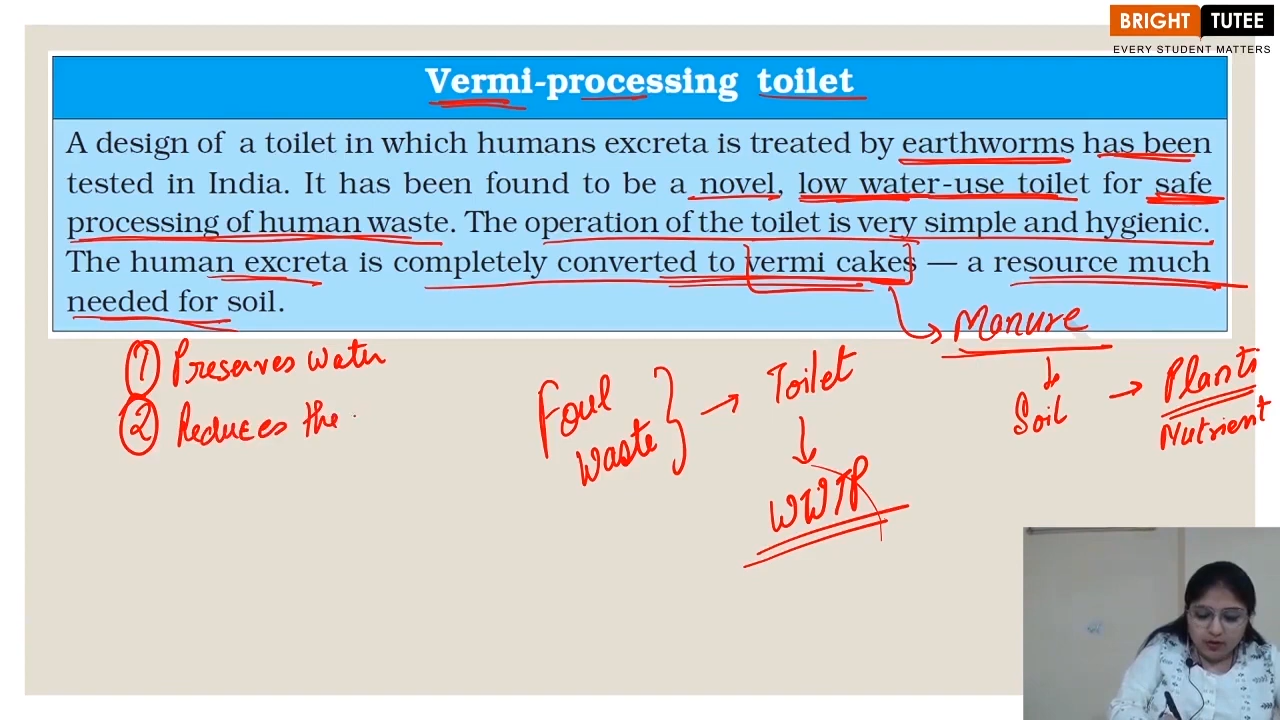 BRIGHT TUTEE
EVERY STUDENT MATTERS
Vermi-processing toilet
A design of a toilet in which humans excreta is treated by earthworms has been
tested in India. It has been found to be a novel, low water-use toilet for safe
processing of human waste. The operation of the toilet is very simple and hygienic.
The human excreta is completely converted to vermi cakes — a resource much
needed for soil.
Manure
① Preserves water
② Reduces the
Foul
waste
Toilet
WWTP
Soil
Plants
Nutrient